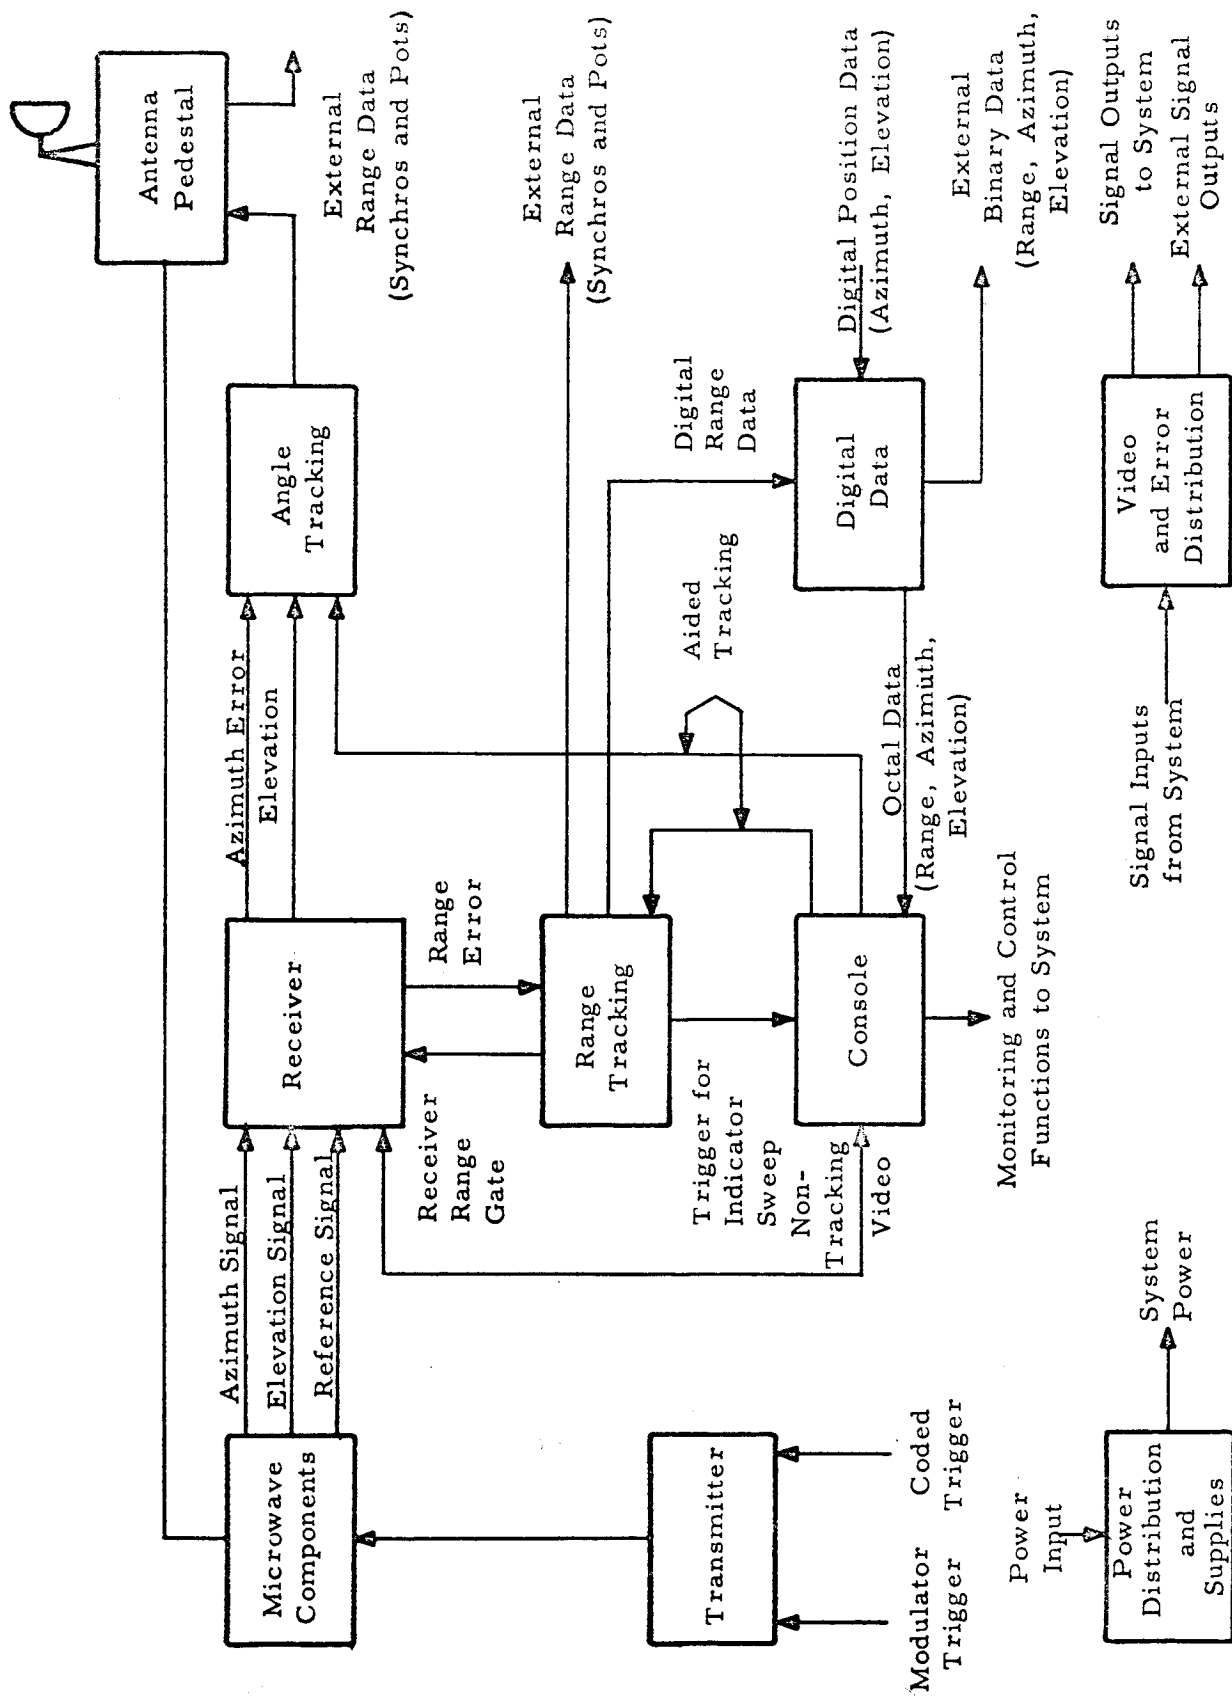 Antenna
Pedestal
External
Range Data
(Synchros and Pots)
Angle
Tracking
Azimuth Error
Elevation
Receiver
Azimuth Signal
Elevation Signal
Reference Signal
Microwave
Components
External
Range Data
(Synchros and Pots)
Range
Error
Receiver
Range
Gate
Range
Tracking
Digital
Range
Data
Aided
Tracking
Trigger for
Indicator
Sweep
Non-
Tracking
Video
Transmitter
Modulator
Trigger
Coded
Trigger
Digital Position Data
(Azimuth, Elevation)
Digital
Data
External
Binary Data
(Range, Azimuth,
Elevation)
Octal Data
(Range, Azimuth,
Elevation)
Console
Monitoring and Control
Functions to System
Power
Input
Power
Distribution
and
Supplies
System
Power
Signal Inputs
from System
Video
and Error
Distribution
Signal Outputs
to System
External Signal
Outputs